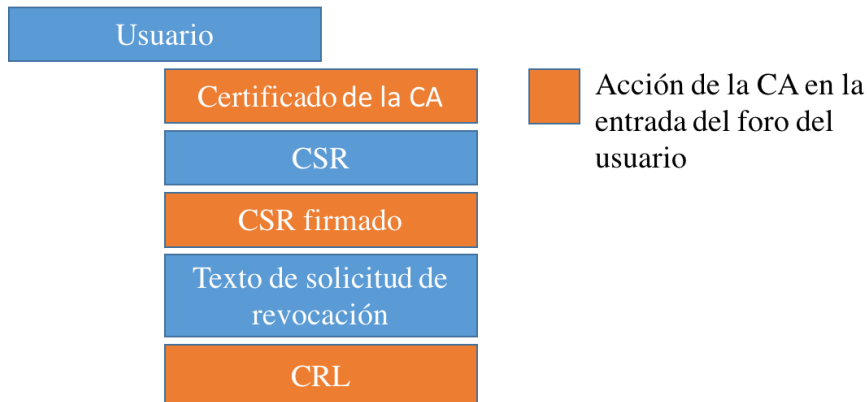 Usuario
Certificado de la CA
CSR
CSR firmado
Texto de solicitud de
revocación
CRL
Acción de la CA en la
entrada del foro del
usuario